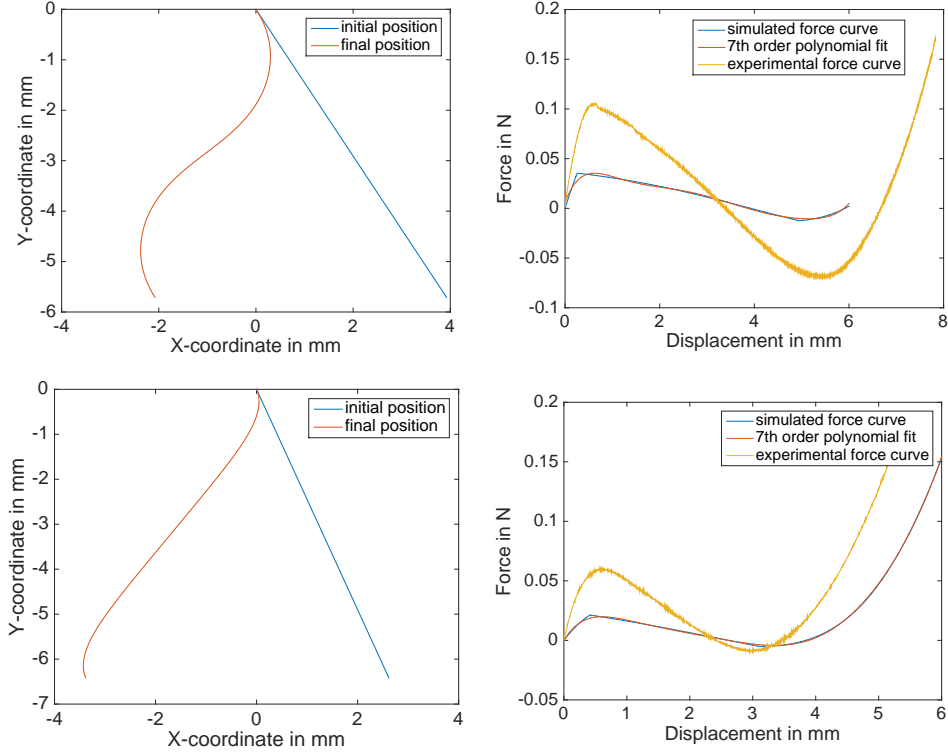 initial position
final position
Y-coordinate in mm
0
-1
-2
-3
-4
-5
-6
-4
-2
0
2
4
X-coordinate in mm
simulated force curve
7th order polynomial fit
experimental force curve
Force in N
0.2
0.15
0.1
0.05
0
-0.05
-0.1
0
2
4
6
8
Displacement in mm
initial position
final position
Y-coordinate in mm
0
-1
-2
-3
-4
-5
-6
-7
-4
-2
0
2
4
X-coordinate in mm
simulated force curve
7th order polynomial fit
experimental force curve
Force in N
0.2
0.15
0.1
0.05
0
-0.05
0
1
2
3
4
5
6
Displacement in mm